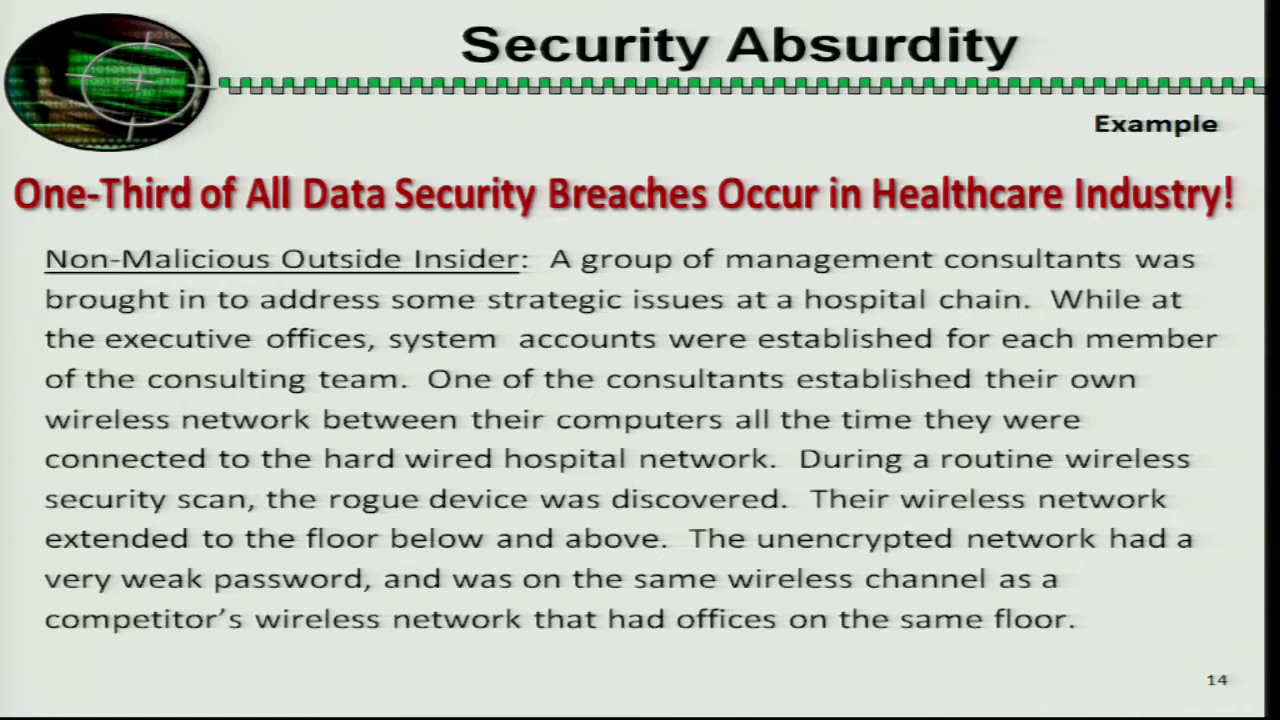 Security Absurdity
Example
One-Third of All Data Security Breaches Occur in Healthcare Industry!
Non-Malicious Outside Insider: A group of management consultants was
brought in to address some strategic issues at a hospital chain. While at
the executive offices, system accounts were established for each member
of the consulting team. One of the consultants established their own
wireless network between their computers all the time they were
connected to the hard wired hospital network. During a routine wireless
security scan, the rogue device was discovered. Their wireless network
extended to the floor below and above. The unencrypted network had a
very weak password, and was on the same wireless channel as a
competitor's wireless network that had offices on the same floor.
14